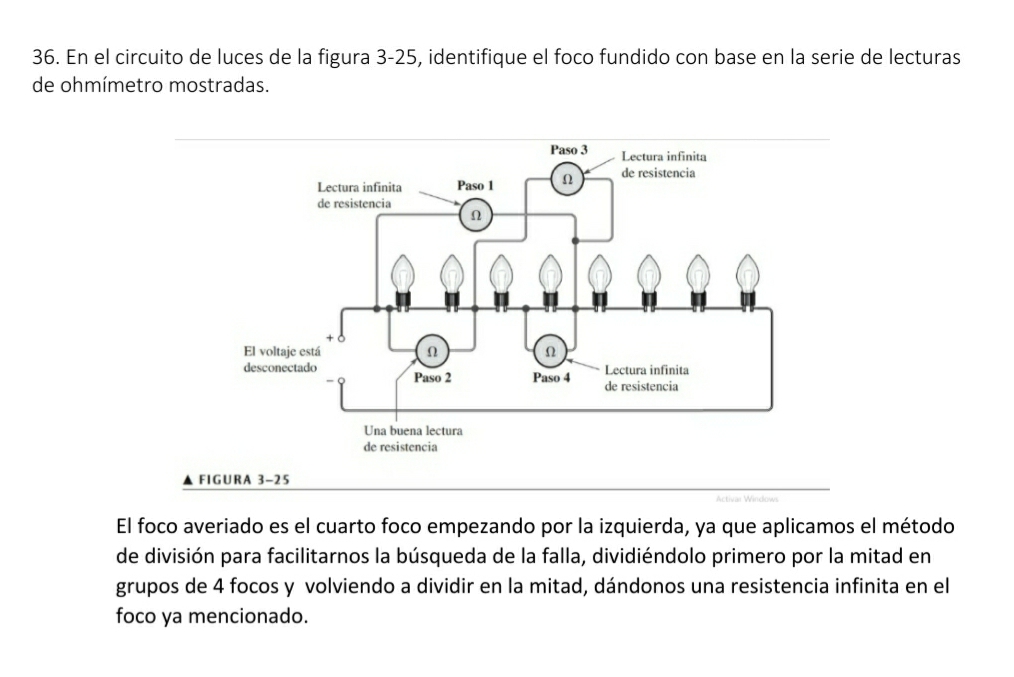 36. En el circuito de luces de la figura 3-25, identifique el foco fundido con base en la serie de lecturas
de ohmímetro mostradas.
Paso 3
Lectura infinita
de resistencia
Ω
Lectura infinita
de resistencia
Paso 1
Ω
+
El voltaje está
desconectado
–
Ω
Paso 2
Ω
Paso 4
Lectura infinita
de resistencia
Una buena lectura
de resistencia
▲ FIGURA 3–25
Activar Windows
El foco averiado es el cuarto foco empezando por la izquierda, ya que aplicamos el método
de división para facilitarnos la búsqueda de la falla, dividiéndolo primero por la mitad en
grupos de 4 focos y  volviendo a dividir en la mitad, dándonos una resistencia infinita en el
foco ya mencionado.